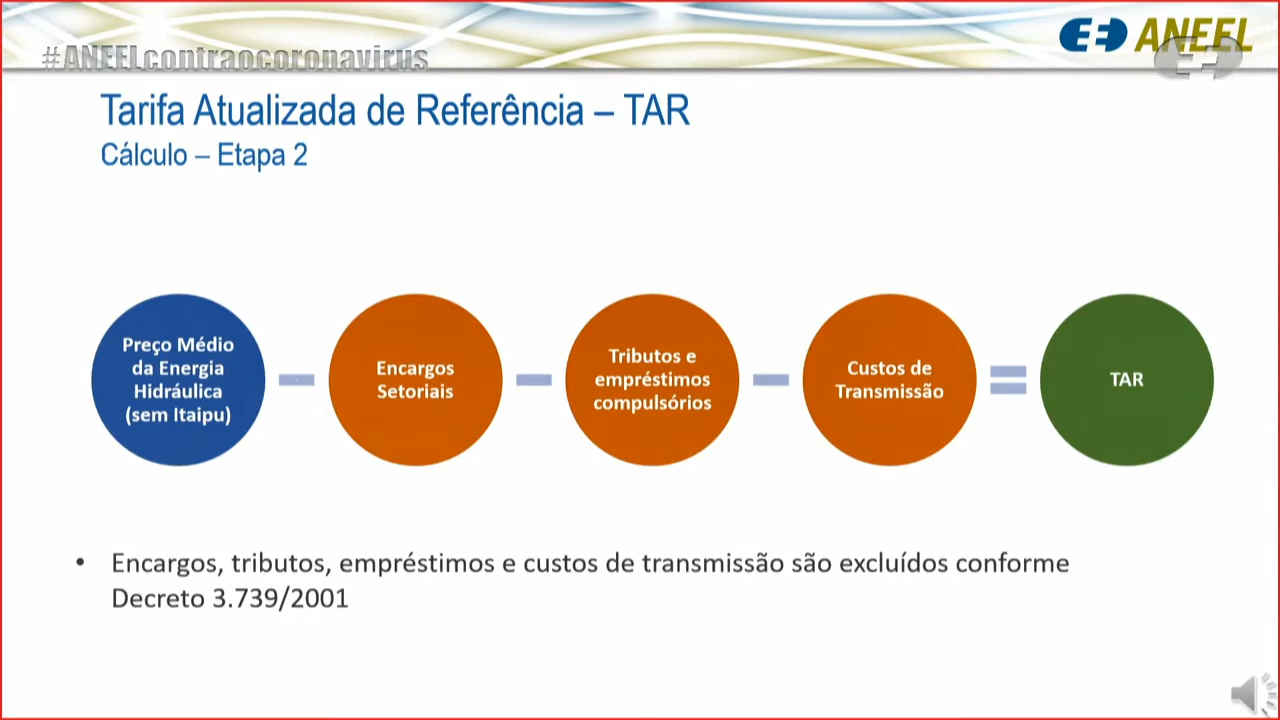 #ANEELcontraocoronavirus
ANEEL
Tarifa Atualizada de Referência – TAR
Cálculo – Etapa 2
Preço Médio
da Energia
Hidráulica
(sem Itaipu)
Encargos
Setoriais
Tributos e
empréstimos
compulsórios
Custos de
Transmissão
TAR
• Encargos, tributos, empréstimos e custos de transmissão são excluídos conforme
Decreto 3.739/2001